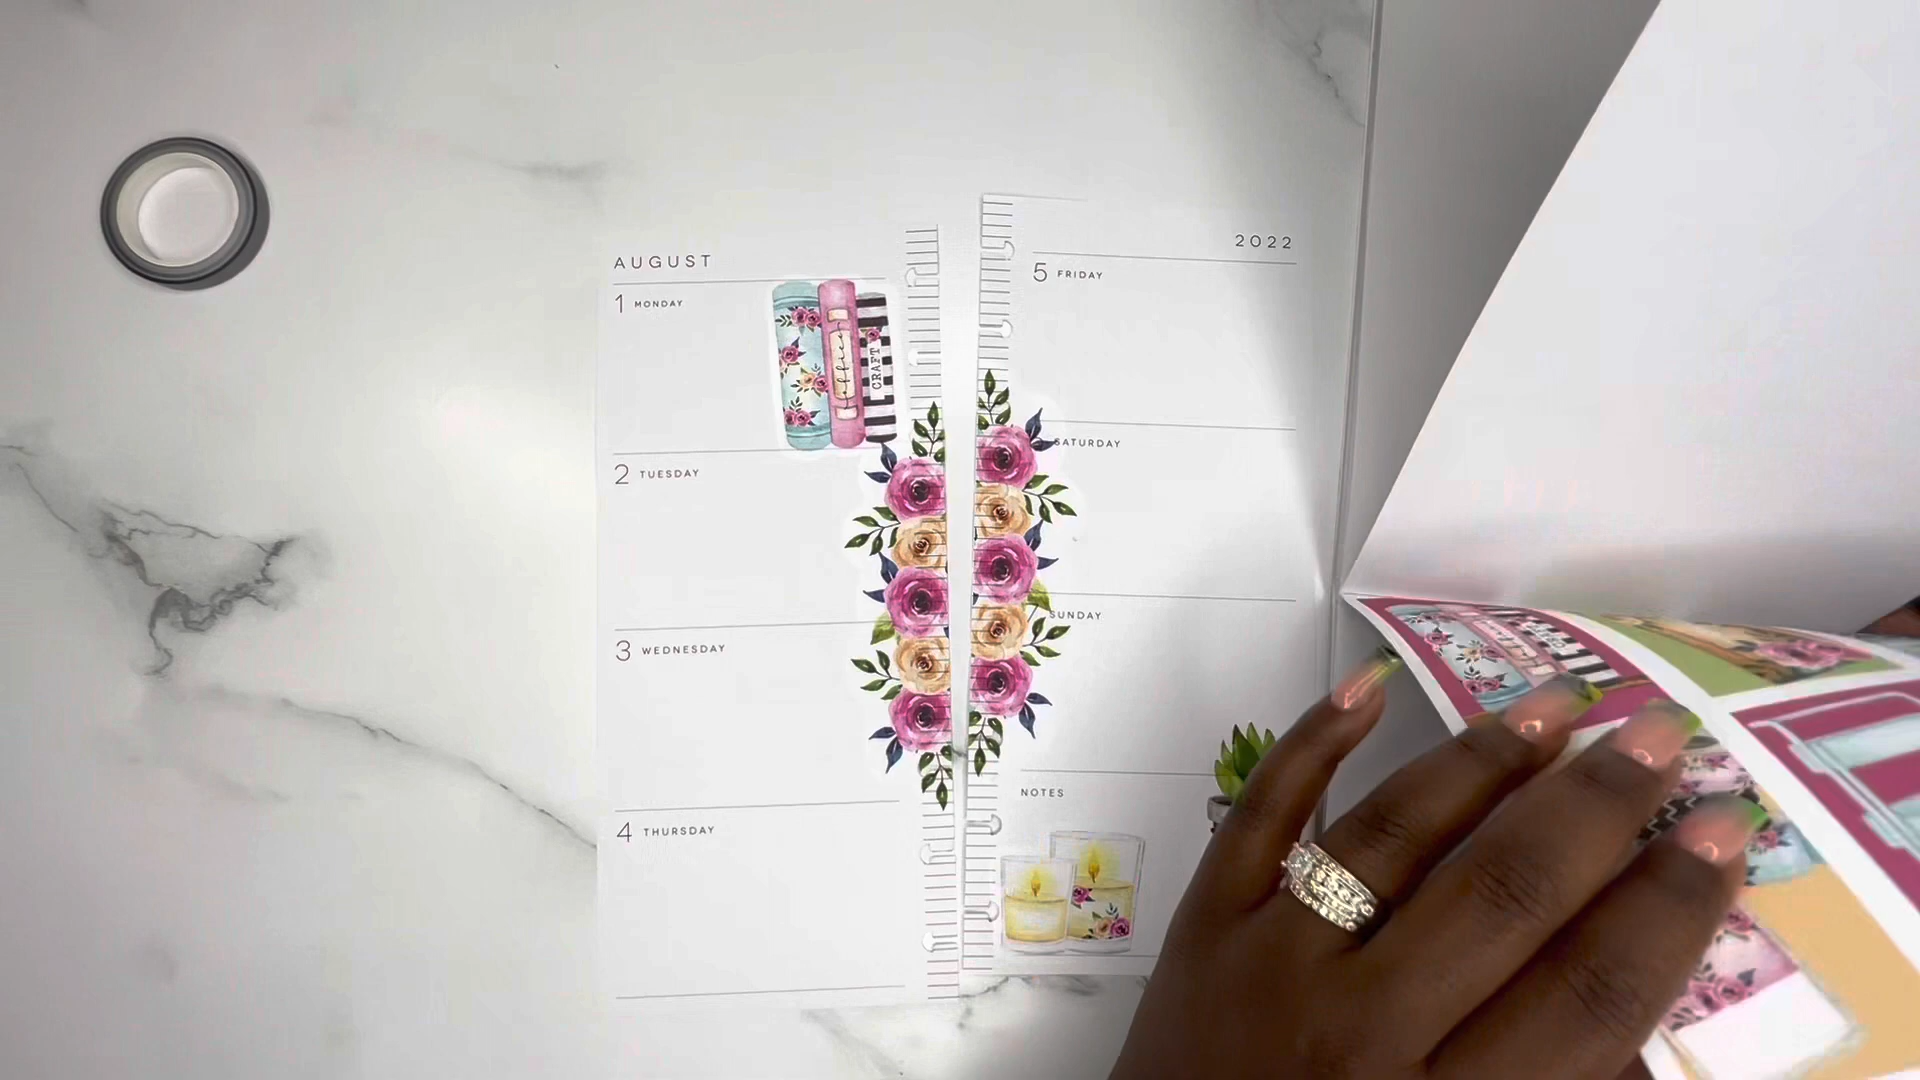 AUGUST
1 MONDAY
CRAFT
2 TUESDAY
3 WEDNESDAY
4 THURSDAY
2022
5 FRIDAY
SATURDAY
SUNDAY
NOTES